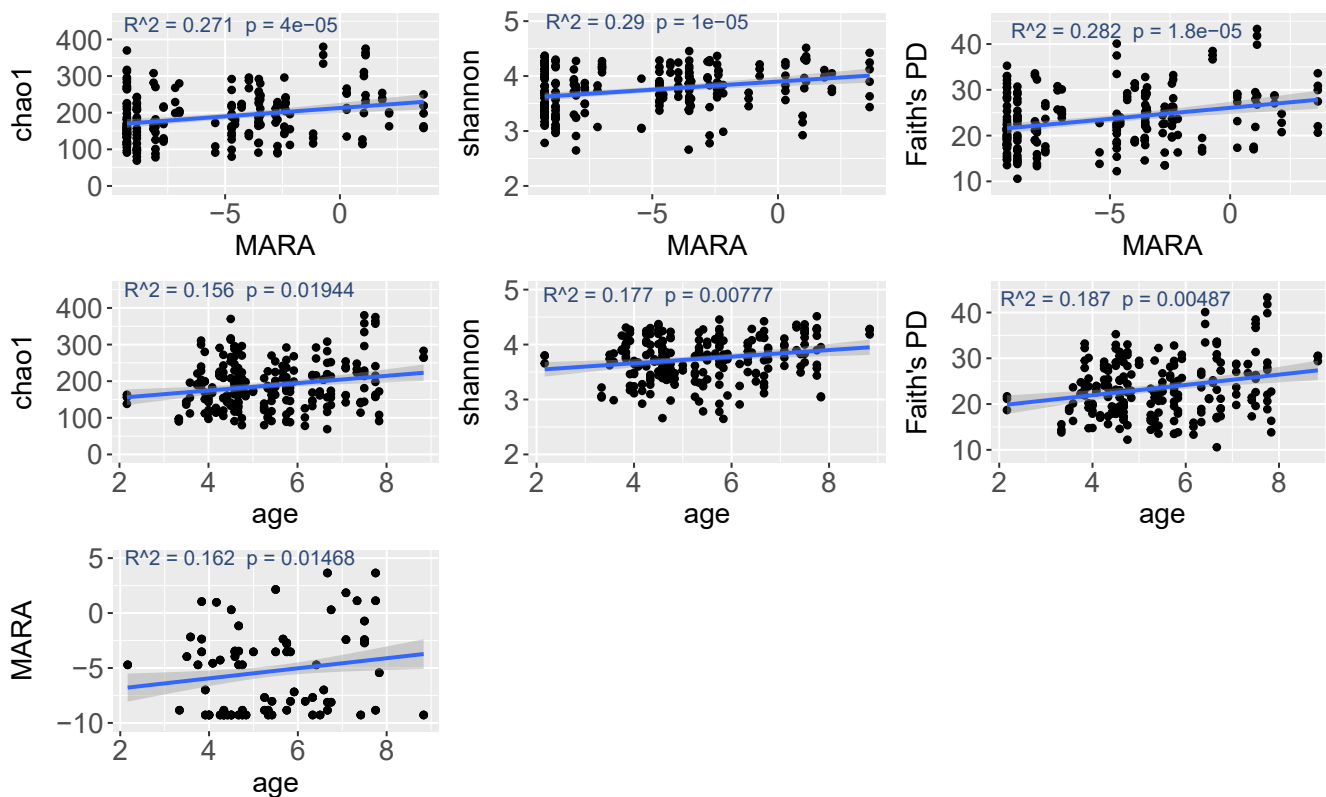 R^2 = 0.271 p = 4e−05
chao1
400
300
200
100
0
−5 0
MARA
R^2 = 0.29 p = 1e−05
shannon
5
4
3
2
−5 0
MARA
R^2 = 0.282 p = 1.8e−05
Faith's PD
40
30
20
10
−5 0
MARA
R^2 = 0.156 p = 0.01944
chao1
400
300
200
100
0
2 4 6 8
age
R^2 = 0.177 p = 0.00777
shannon
5
4
3
2
2 4 6 8
age
R^2 = 0.187 p = 0.00487
Faith's PD
40
30
20
10
2 4 6 8
age
R^2 = 0.162 p = 0.01468
MARA
5
0
−5
−10
2 4 6 8
age